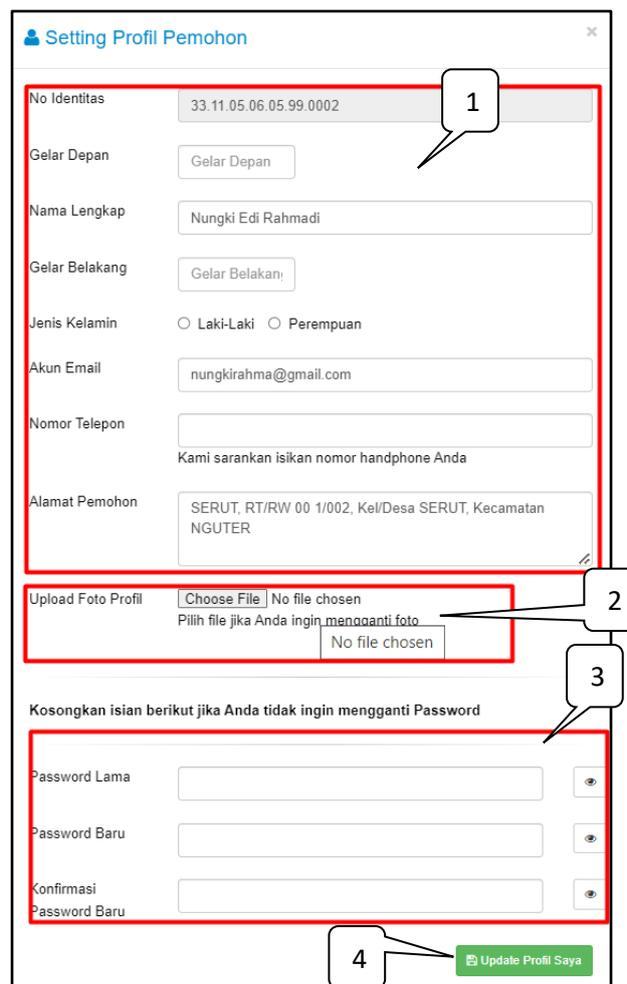 Setting Profil Pemohon ×
1
No Identitas 33.11.05.06.05.99.0002
Gelar Depan Gelar Depan
Nama Lengkap Nungki Edi Rahmadi
Gelar Belakang Gelar Belakang
Jenis Kelamin Laki-Laki Perempuan
Akun Email nungkirahma@gmail.com
Nomor Telepon
Kami sarankan isikan nomor handphone Anda
Alamat Pemohon SERUT, RT/RW 00 1/002, Kel/Desa SERUT, Kecamatan
NGUTER
Upload Foto Profil Choose File No file chosen
2
Pilih file jika Anda ingin mengganti foto
No file chosen
3
Kosongkan isian berikut jika Anda tidak ingin mengganti Password
Password Lama
Password Baru
Konfirmasi
Password Baru
4
Update Profil Saya